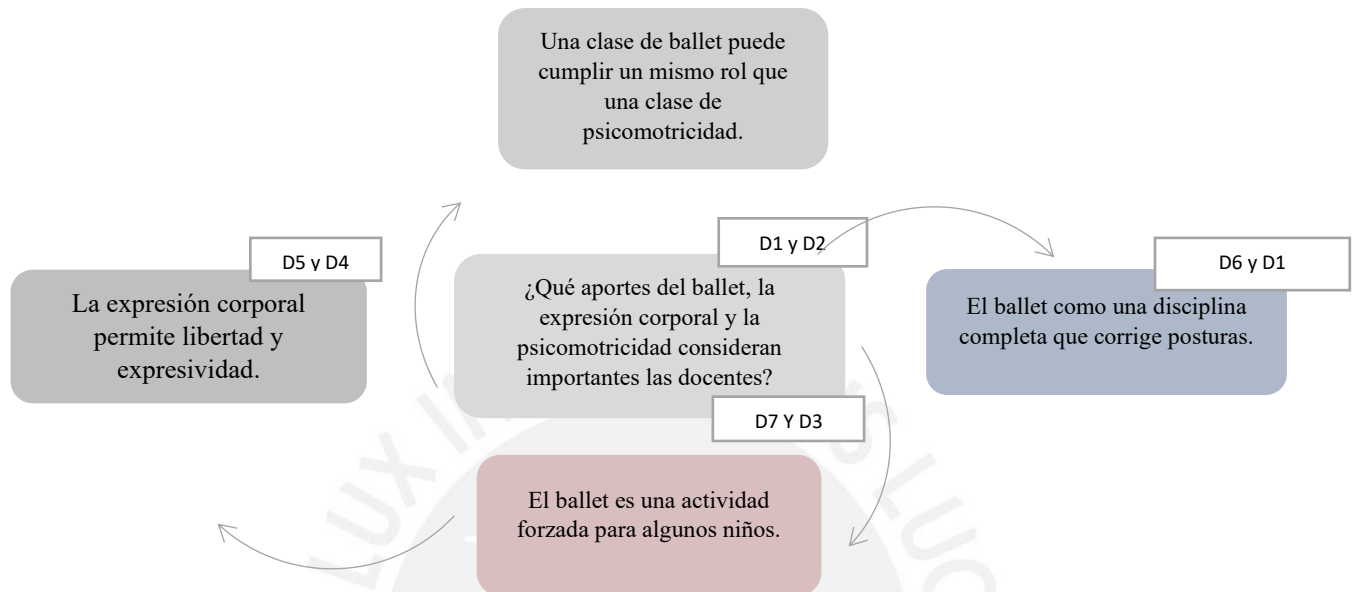 Una clase de ballet puede
cumplir un mismo rol que
una clase de
psicomotricidad.
D1 y D2
D5 y D4
D6 y D1
La expresión corporal
permite libertad y
expresividad.
¿Qué aportes del ballet, la
expresión corporal y la
psicomotricidad consideran
importantes las docentes?
El ballet como una disciplina
completa que corrige posturas.
D7 Y D3
El ballet es una actividad
forzada para algunos niños.